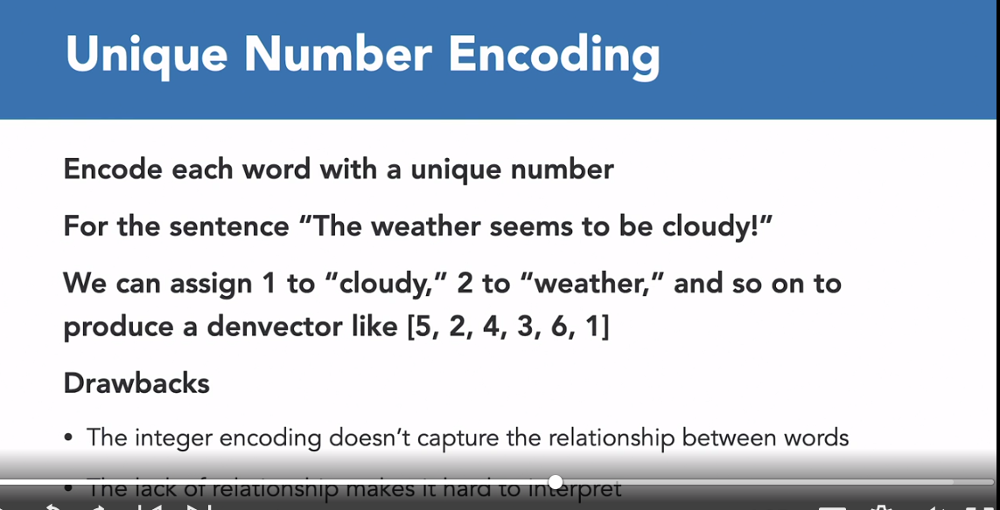 Unique Number Encoding
Encode each word with a unique number
For the sentence “The weather seems to be cloudy!”
We can assign 1 to “cloudy,” 2 to “weather,” and so on to
produce a denvector like [5, 2, 4, 3, 6, 1]
Drawbacks
• The integer encoding doesn’t capture the relationship between words
• The lack of relationship makes it hard to interpret